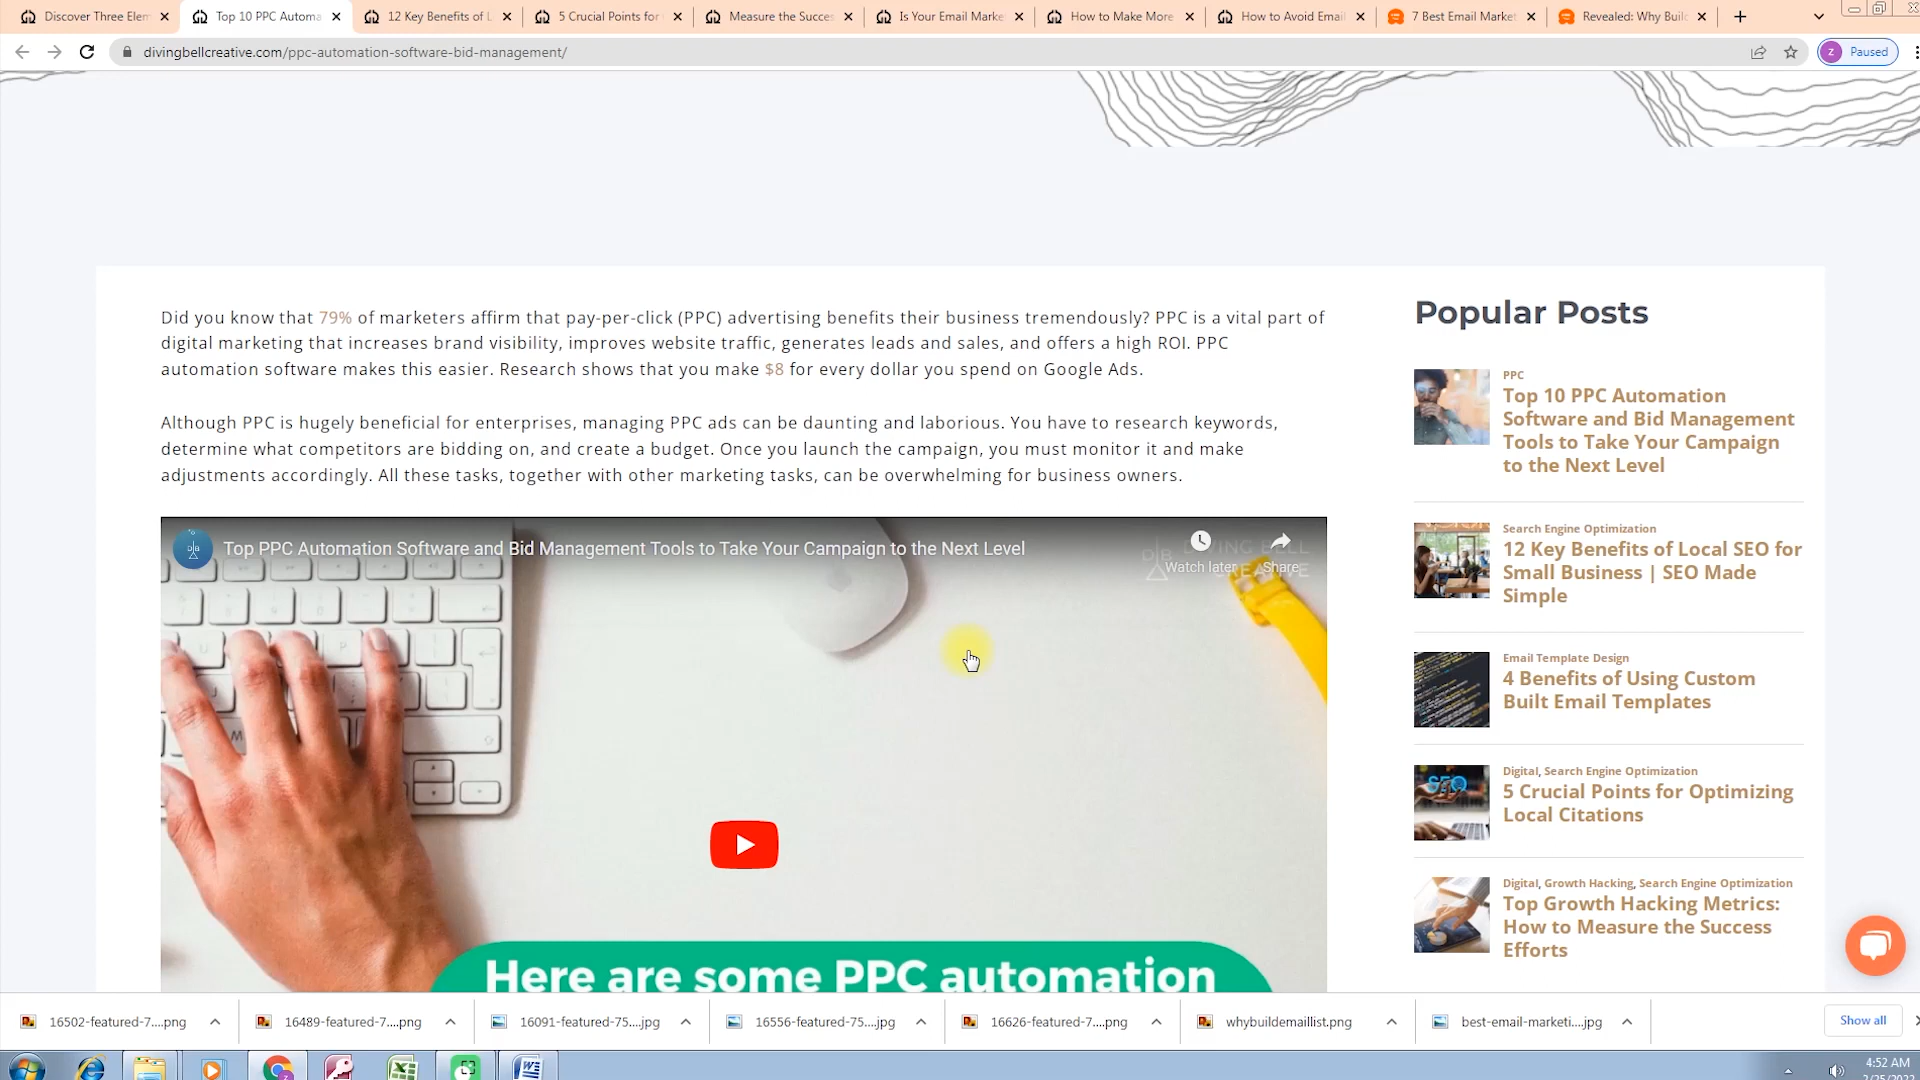 Discover Three Elem
Top 10 PPC Automa
12 Key Benefits of L
5 Crucial Points for
Measure the Succes
Is Your Email Marke
How to Make More
How to Avoid Email
7 Best Email Market
Revealed: Why Buil
divingbellcreative.com/ppc-automation-software-bid-management/
Z Paused
Did you know that 79% of marketers affirm that pay-per-click (PPC) advertising benefits their business tremendously? PPC is a vital part of
digital marketing that increases brand visibility, improves website traffic, generates leads and sales, and offers a high ROI. PPC
automation software makes this easier. Research shows that you make $8 for every dollar you spend on Google Ads.
Although PPC is hugely beneficial for enterprises, managing PPC ads can be daunting and laborious. You have to research keywords,
determine what competitors are bidding on, and create a budget. Once you launch the campaign, you must monitor it and make
adjustments accordingly. All these tasks, together with other marketing tasks, can be overwhelming for business owners.
Top PPC Automation Software and Bid Management Tools to Take Your Campaign to the Next Level
DIVING BELL
CREATIVE
Watch later
Share
Here are some PPC automation
Popular Posts
PPC
Top 10 PPC Automation
Software and Bid Management
Tools to Take Your Campaign
to the Next Level
Search Engine Optimization
12 Key Benefits of Local SEO for
Small Business | SEO Made
Simple
Email Template Design
4 Benefits of Using Custom
Built Email Templates
Digital, Search Engine Optimization
5 Crucial Points for Optimizing
Local Citations
Digital, Growth Hacking, Search Engine Optimization
Top Growth Hacking Metrics:
How to Measure the Success
Efforts
16502-featured-7....png
16489-featured-7....png
16091-featured-75....jpg
16556-featured-75....jpg
16626-featured-7....png
whybuildemaillist.png
best-email-marketi....jpg
Show all
4:52 AM
2/25/2022